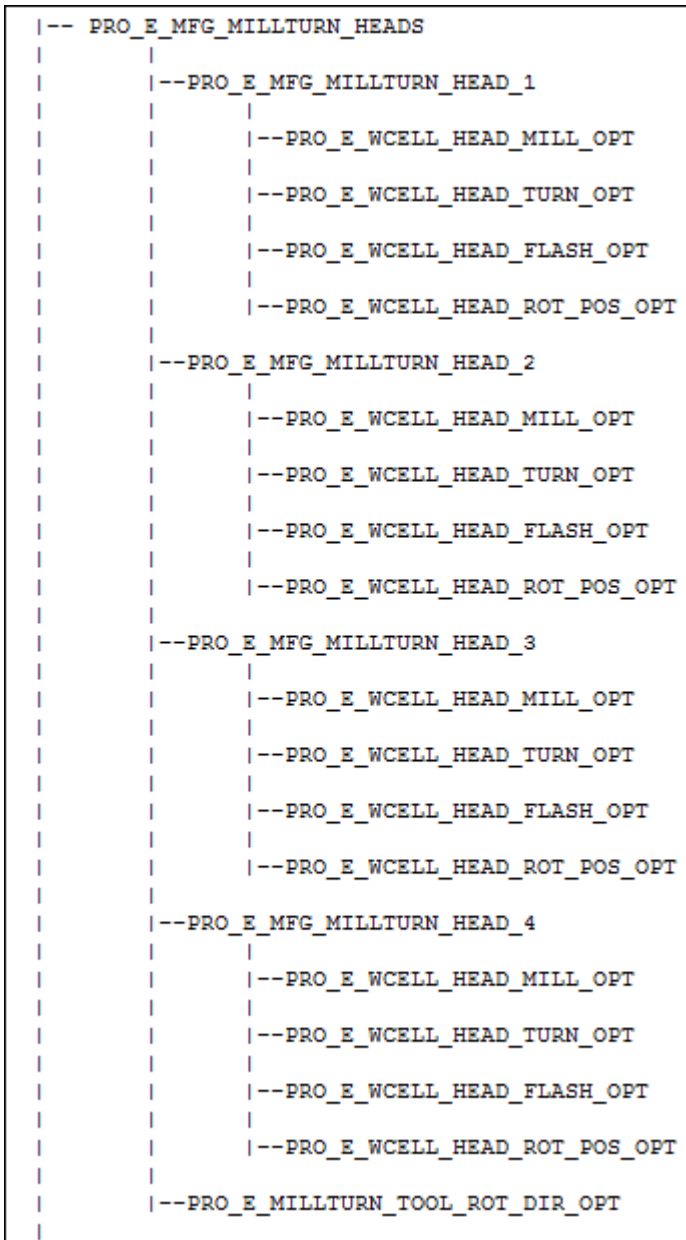 |-- PRO_E_MFG_MILLTURN_HEADS
| |
| |--PRO_E_MFG_MILLTURN_HEAD_1
| | |
| | |--PRO_E_WCELL_HEAD_MILL_OPT
| | |
| | |--PRO_E_WCELL_HEAD_TURN_OPT
| | |
| | |--PRO_E_WCELL_HEAD_FLASH_OPT
| | |
| | |--PRO_E_WCELL_HEAD_ROT_POS_OPT
| |
| |--PRO_E_MFG_MILLTURN_HEAD_2
| | |
| | |--PRO_E_WCELL_HEAD_MILL_OPT
| | |
| | |--PRO_E_WCELL_HEAD_TURN_OPT
| | |
| | |--PRO_E_WCELL_HEAD_FLASH_OPT
| | |
| | |--PRO_E_WCELL_HEAD_ROT_POS_OPT
| |
| |--PRO_E_MFG_MILLTURN_HEAD_3
| | |
| | |--PRO_E_WCELL_HEAD_MILL_OPT
| | |
| | |--PRO_E_WCELL_HEAD_TURN_OPT
| | |
| | |--PRO_E_WCELL_HEAD_FLASH_OPT
| | |
| | |--PRO_E_WCELL_HEAD_ROT_POS_OPT
| |
| |--PRO_E_MFG_MILLTURN_HEAD_4
| | |
| | |--PRO_E_WCELL_HEAD_MILL_OPT
| | |
| | |--PRO_E_WCELL_HEAD_TURN_OPT
| | |
| | |--PRO_E_WCELL_HEAD_FLASH_OPT
| | |
| | |--PRO_E_WCELL_HEAD_ROT_POS_OPT
| |
| |--PRO_E_MILLTURN_TOOL_ROT_DIR_OPT
|